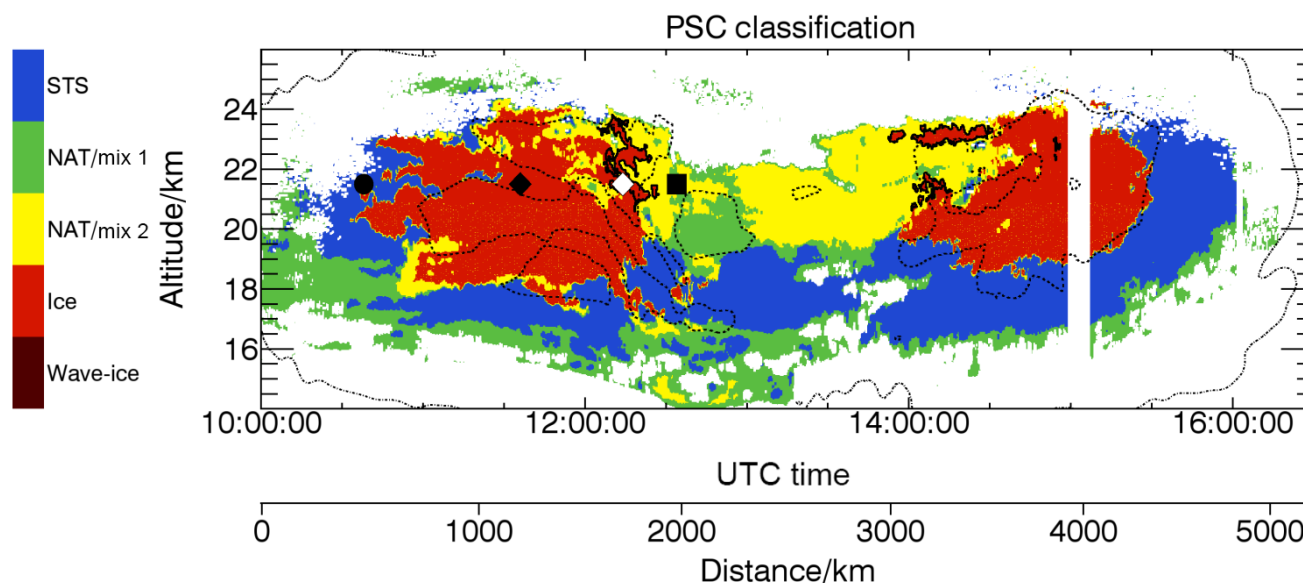 PSC classification
STS
NAT/mix 1
NAT/mix 2
Ice
Wave-ice
Altitude/km
24
22
20
18
16
10:00:00 12:00:00 14:00:00 16:00:00
UTC time
0 1000 2000 3000 4000 5000
Distance/km